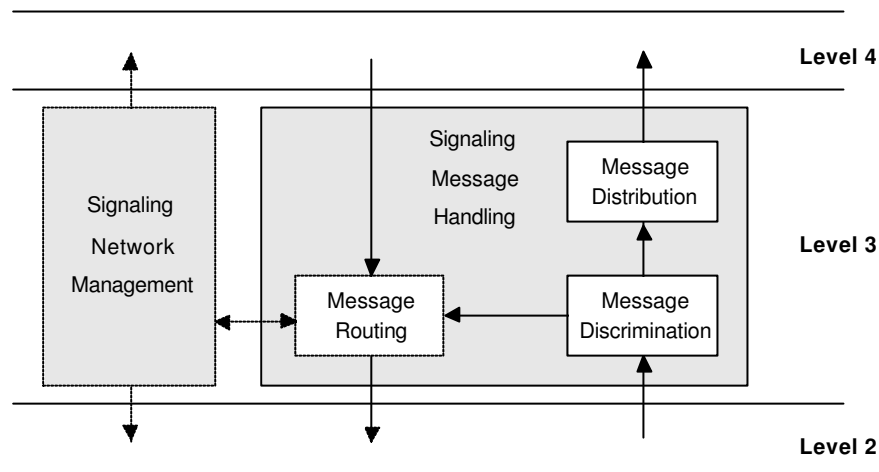 Level 4
Signaling
Network
Management
Signaling
Message
Handling
Message
Distribution
Level 3
Message
Routing
Message
Discrimination
Level 2